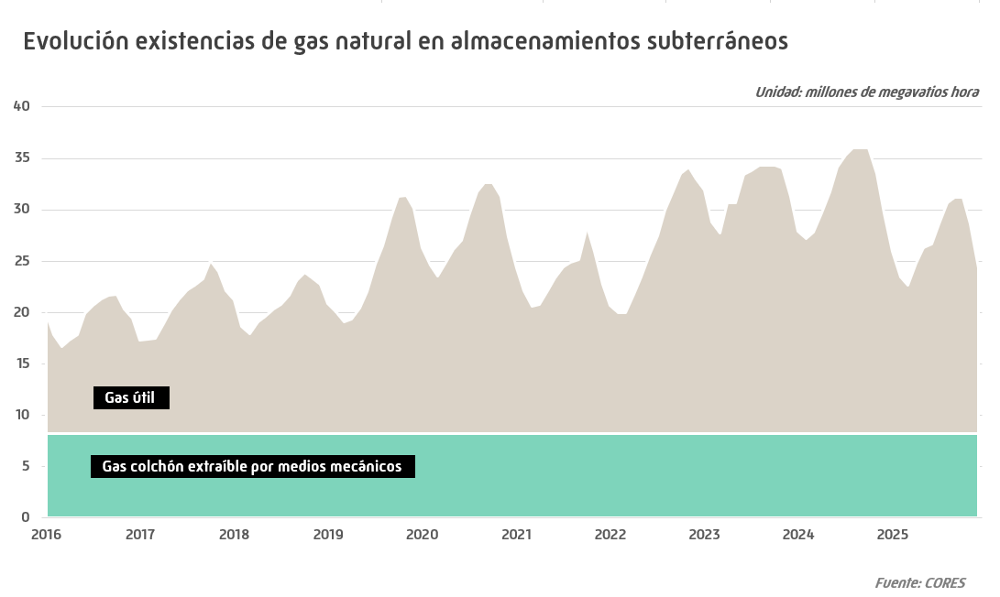 Evolución existencias de gas natural en almacenamientos subterráneos
Unidad: millones de megavatios hora
40
35
30
25
20
15
10
5
0
Gas útil
Gas colchón extraíble por medios mecánicos
2016 2017 2018 2019 2020 2021 2022 2023 2024 2025
Fuente: CORES